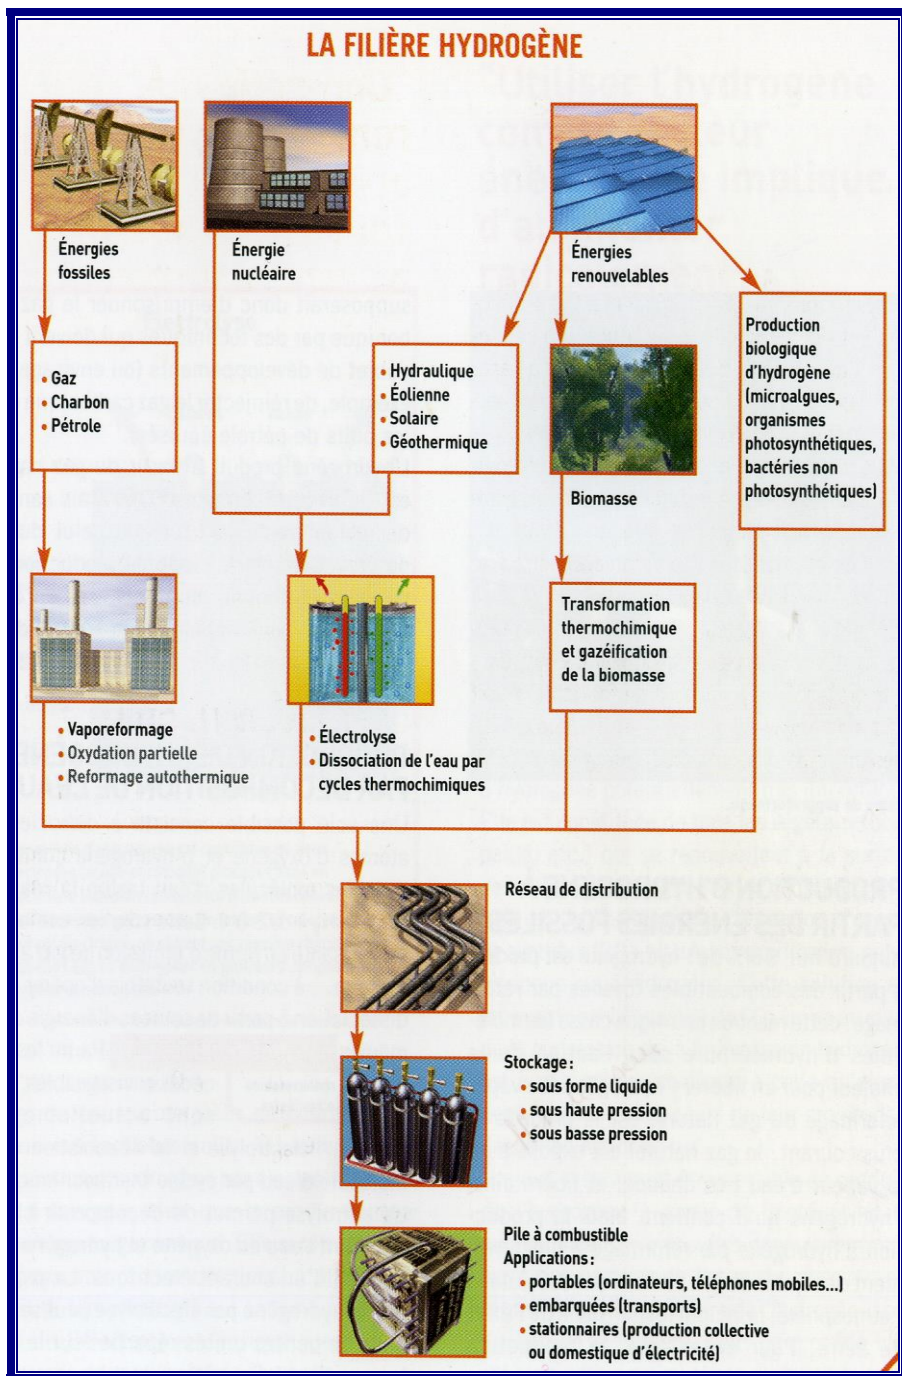 LA FILIÈRE HYDROGÈNE
Énergies
fossiles
Énergie
nucléaire
Énergies
renouvelables
• Gaz
• Charbon
• Pétrole
• Hydraulique
• Éolienne
• Solaire
• Géothermique
Biomasse
Production
biologique
d'hydrogène
(microalgues,
organismes
photosynthétiques,
bactéries non
photosynthétiques)
• Vaporeformage
• Oxydation partielle
• Reformage autothermique
• Électrolyse
• Dissociation de l'eau par
cycles thermochimiques
Transformation
thermochimique
et gazéification
de la biomasse
Réseau de distribution
Stockage :
• sous forme liquide
• sous haute pression
• sous basse pression
Pile à combustible
Applications :
• portables (ordinateurs, téléphones mobiles...)
• embarquées (transports)
• stationnaires (production collective
ou domestique d'électricité)